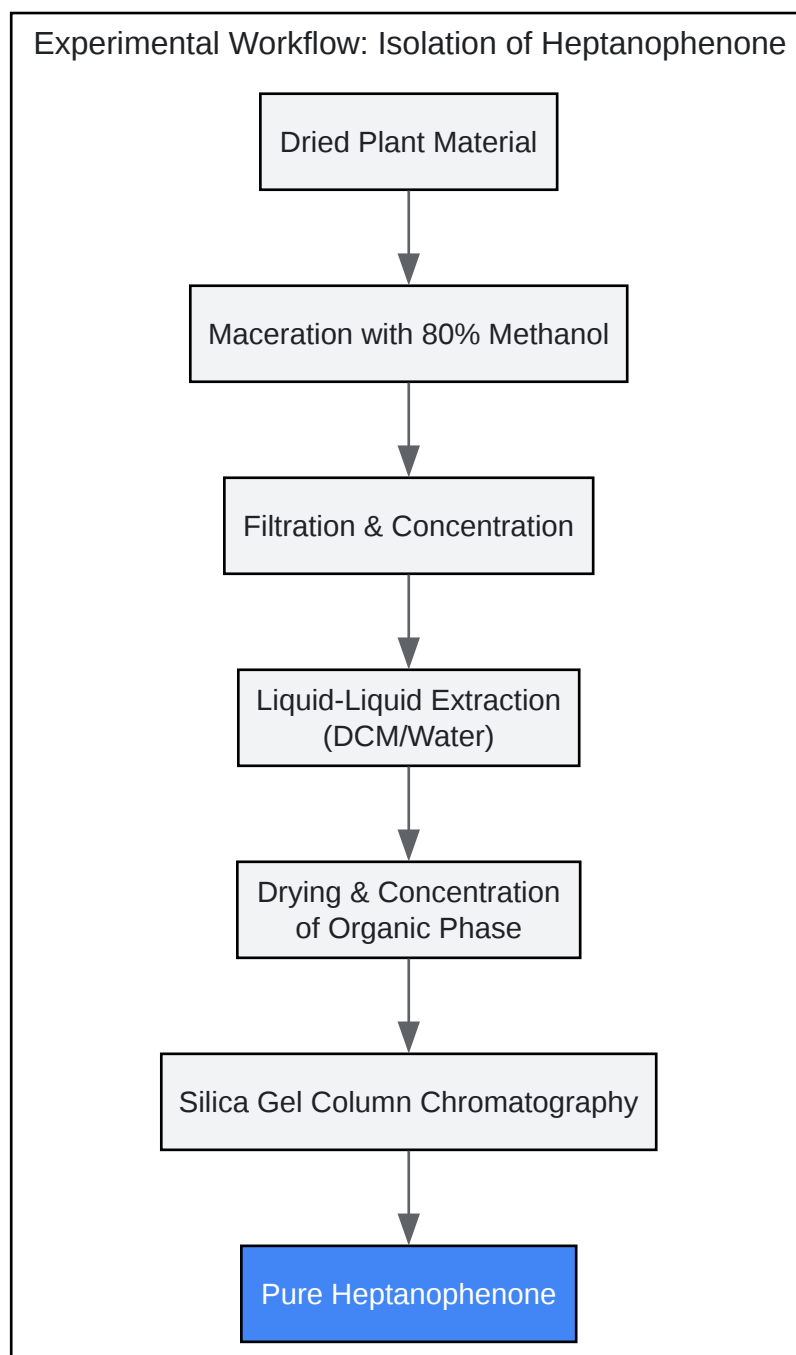 Experimental Workflow: Isolation of Heptanophenone
Dried Plant Material
Maceration with 80% Methanol
Filtration & Concentration
Liquid-Liquid Extraction
(DCM/Water)
Drying & Concentration
of Organic Phase
Silica Gel Column Chromatography
Pure Heptanophenone